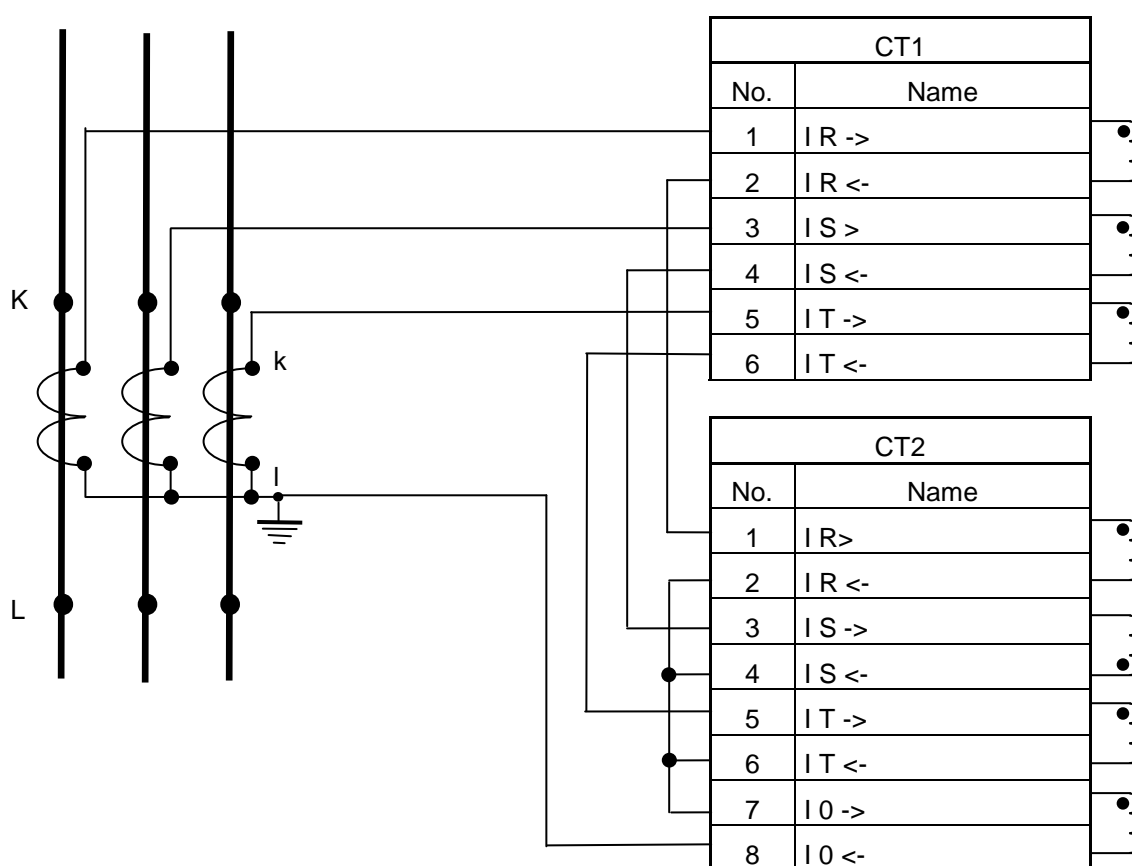 CT1
No. Name
1 I R ->
2 I R <-
3 I S >
4 I S <-
5 I T ->
6 I T <-
K
k
l
L
CT2
No. Name
1 I R>
2 I R <-
3 I S ->
4 I S <-
5 I T ->
6 I T <-
7 I 0 ->
8 I 0 <-